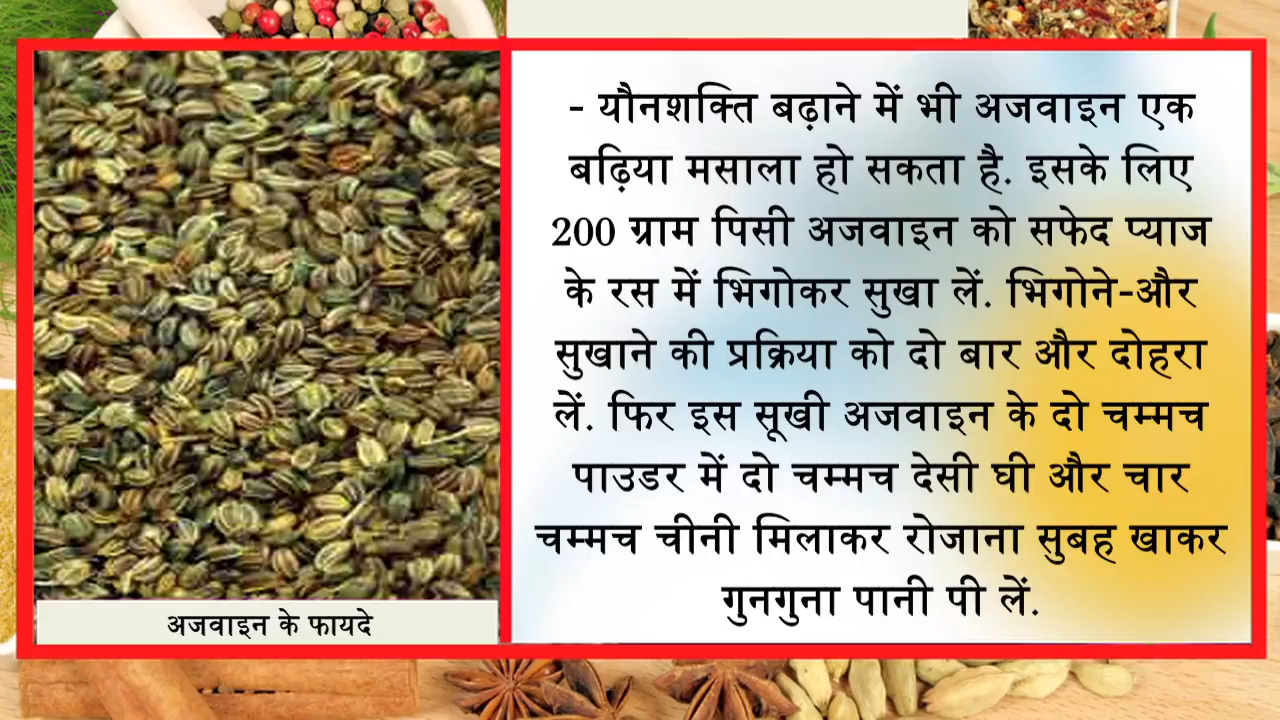 - यौनशक्ति बढ़ाने में भी अजवाइन एक
बढ़िया मसाला हो सकता है. इसके लिए
200 ग्राम पिसी अजवाइन को सफेद प्याज
के रस में भिगोकर सुखा लें. भिगोने-और
सुखाने की प्रक्रिया को दो बार और दोहरा
लें. फिर इस सूखी अजवाइन के दो चम्मच
पाउडर में दो चम्मच देसी घी और चार
चम्मच चीनी मिलाकर रोजाना सुबह खाकर
गुनगुना पानी पी लें.
अजवाइन के फायदे